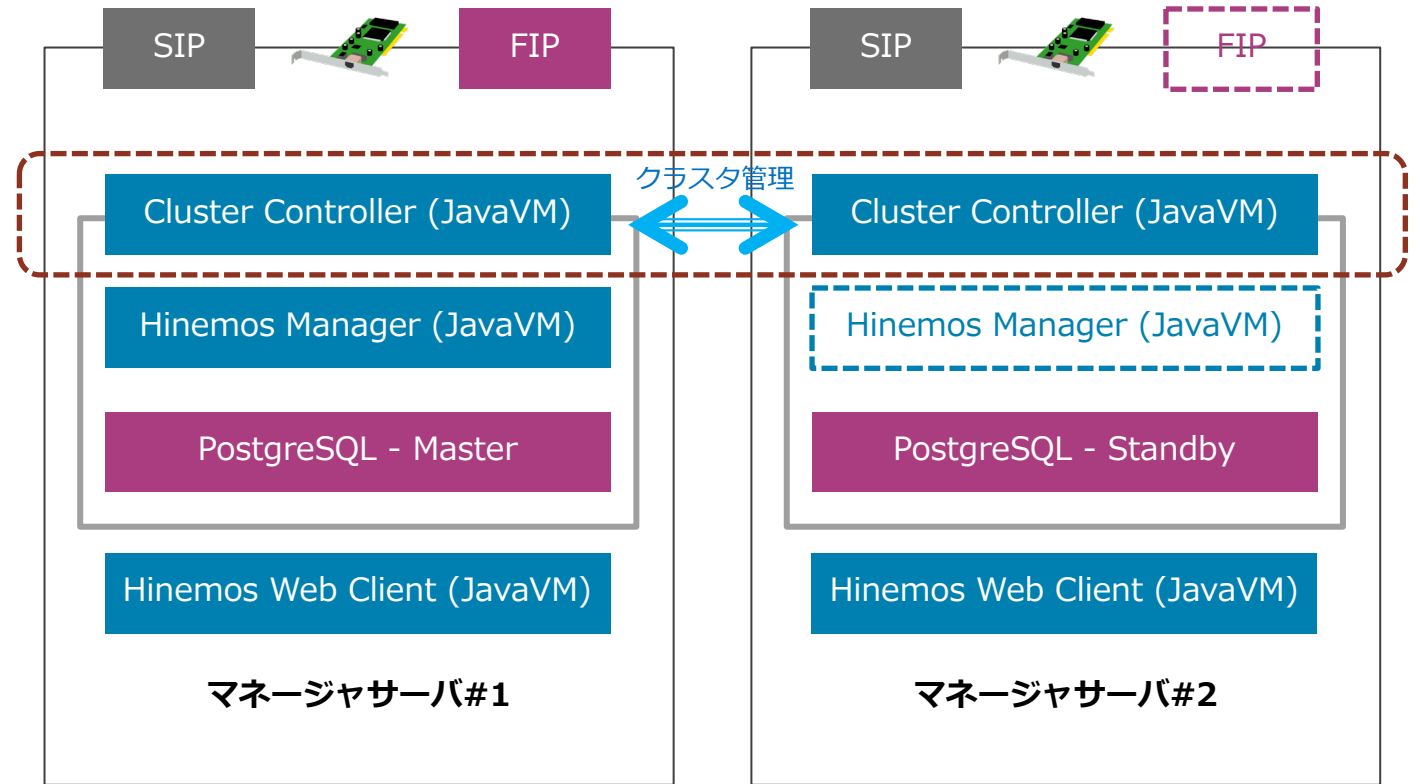 SIP
FIP
SIP
FIP
クラスタ管理
Cluster Controller (JavaVM)
Cluster Controller (JavaVM)
Hinemos Manager (JavaVM)
Hinemos Manager (JavaVM)
PostgreSQL - Master
PostgreSQL - Standby
Hinemos Web Client (JavaVM)
Hinemos Web Client (JavaVM)
マネージャサーバ#1
マネージャサーバ#2